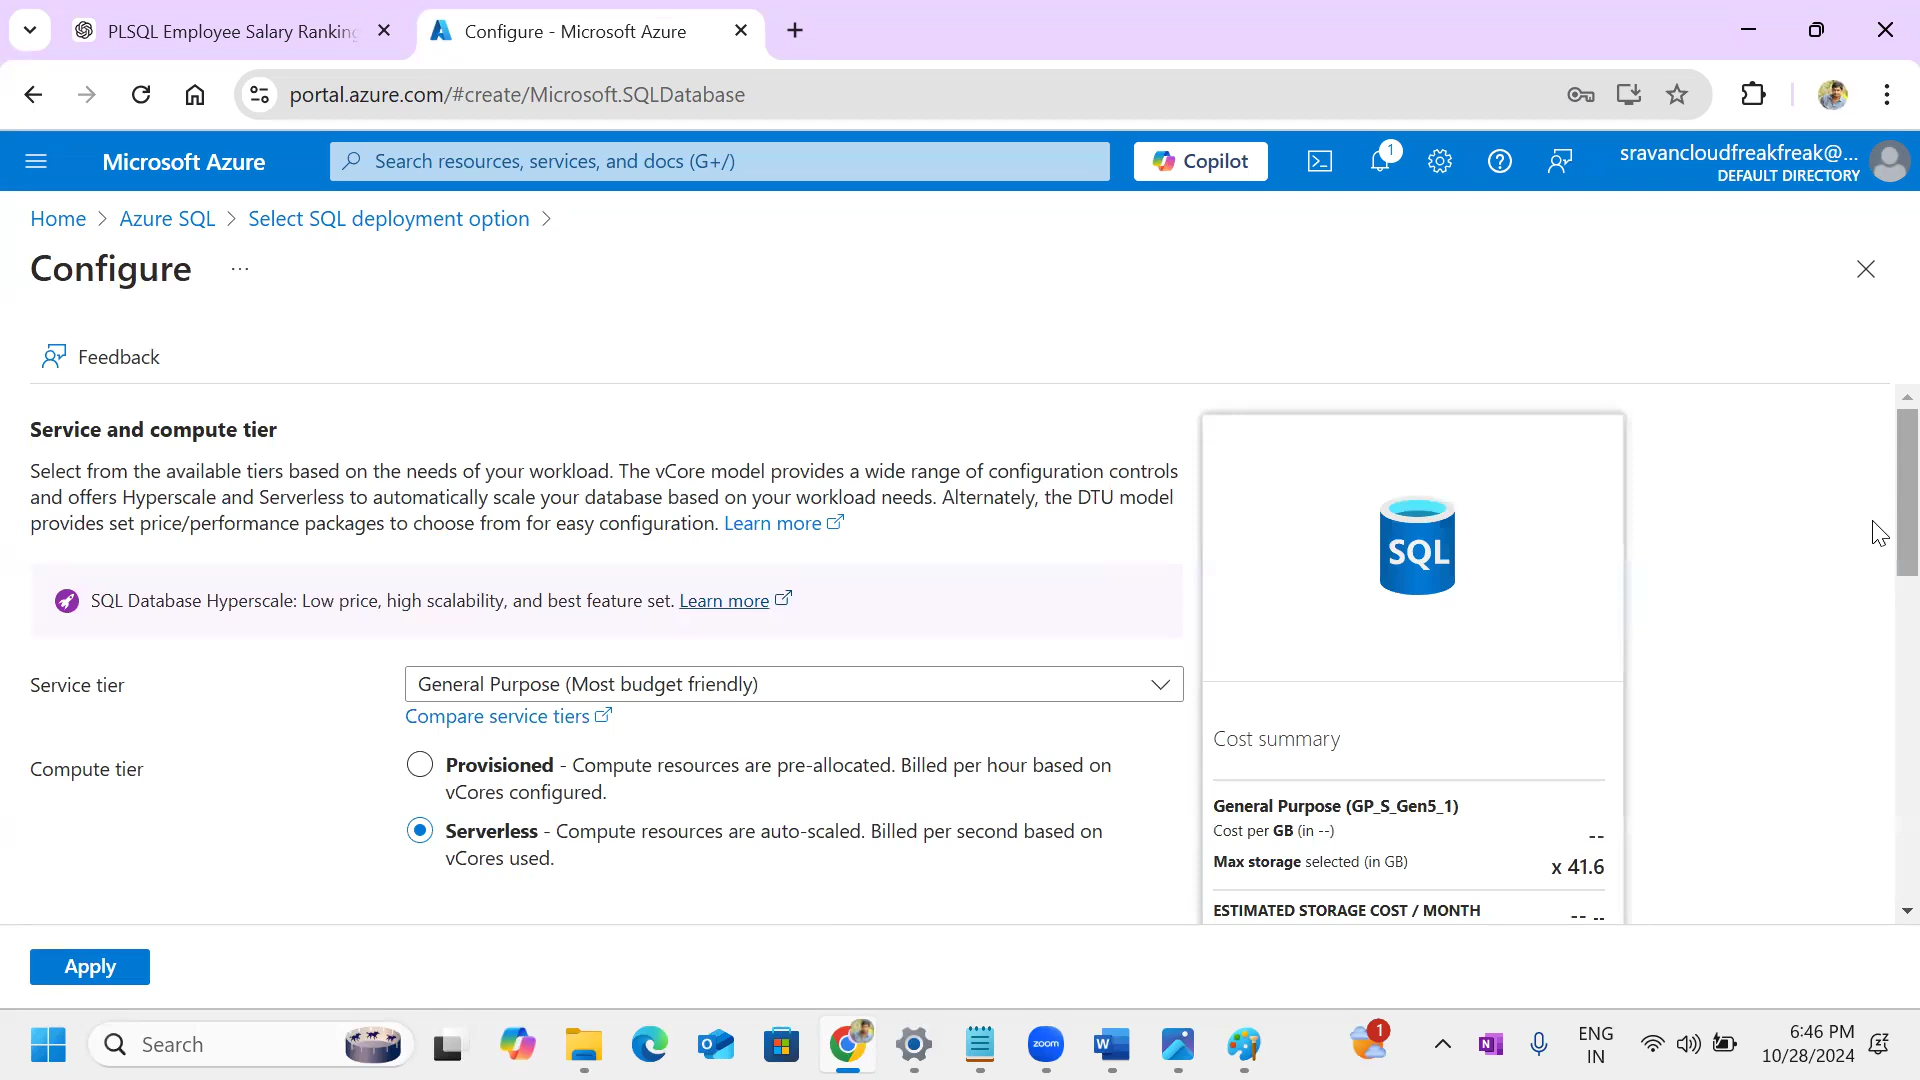 PLSQL Employee Salary Ranking
Configure - Microsoft Azure
portal.azure.com/#create/Microsoft.SQLDatabase
Microsoft Azure
Search resources, services, and docs (G+/)
Copilot
1
sravancloudfreakfreak@...
DEFAULT DIRECTORY
Home > Azure SQL > Select SQL deployment option >
Configure ...
Feedback
Service and compute tier
Select from the available tiers based on the needs of your workload. The vCore model provides a wide range of configuration controls
and offers Hyperscale and Serverless to automatically scale your database based on your workload needs. Alternately, the DTU model
provides set price/performance packages to choose from for easy configuration. Learn more
SQL Database Hyperscale: Low price, high scalability, and best feature set. Learn more
Service tier
General Purpose (Most budget friendly)
Compare service tiers
Compute tier
Provisioned - Compute resources are pre-allocated. Billed per hour based on
vCores configured.
Serverless - Compute resources are auto-scaled. Billed per second based on
vCores used.
SQL
Cost summary
General Purpose (GP_S_Gen5_1)
Cost per GB (in --)
--
Max storage selected (in GB)
x 41.6
ESTIMATED STORAGE COST / MONTH
-- --
Apply
Search
zoom
1
ENG
IN
6:46 PM
10/28/2024